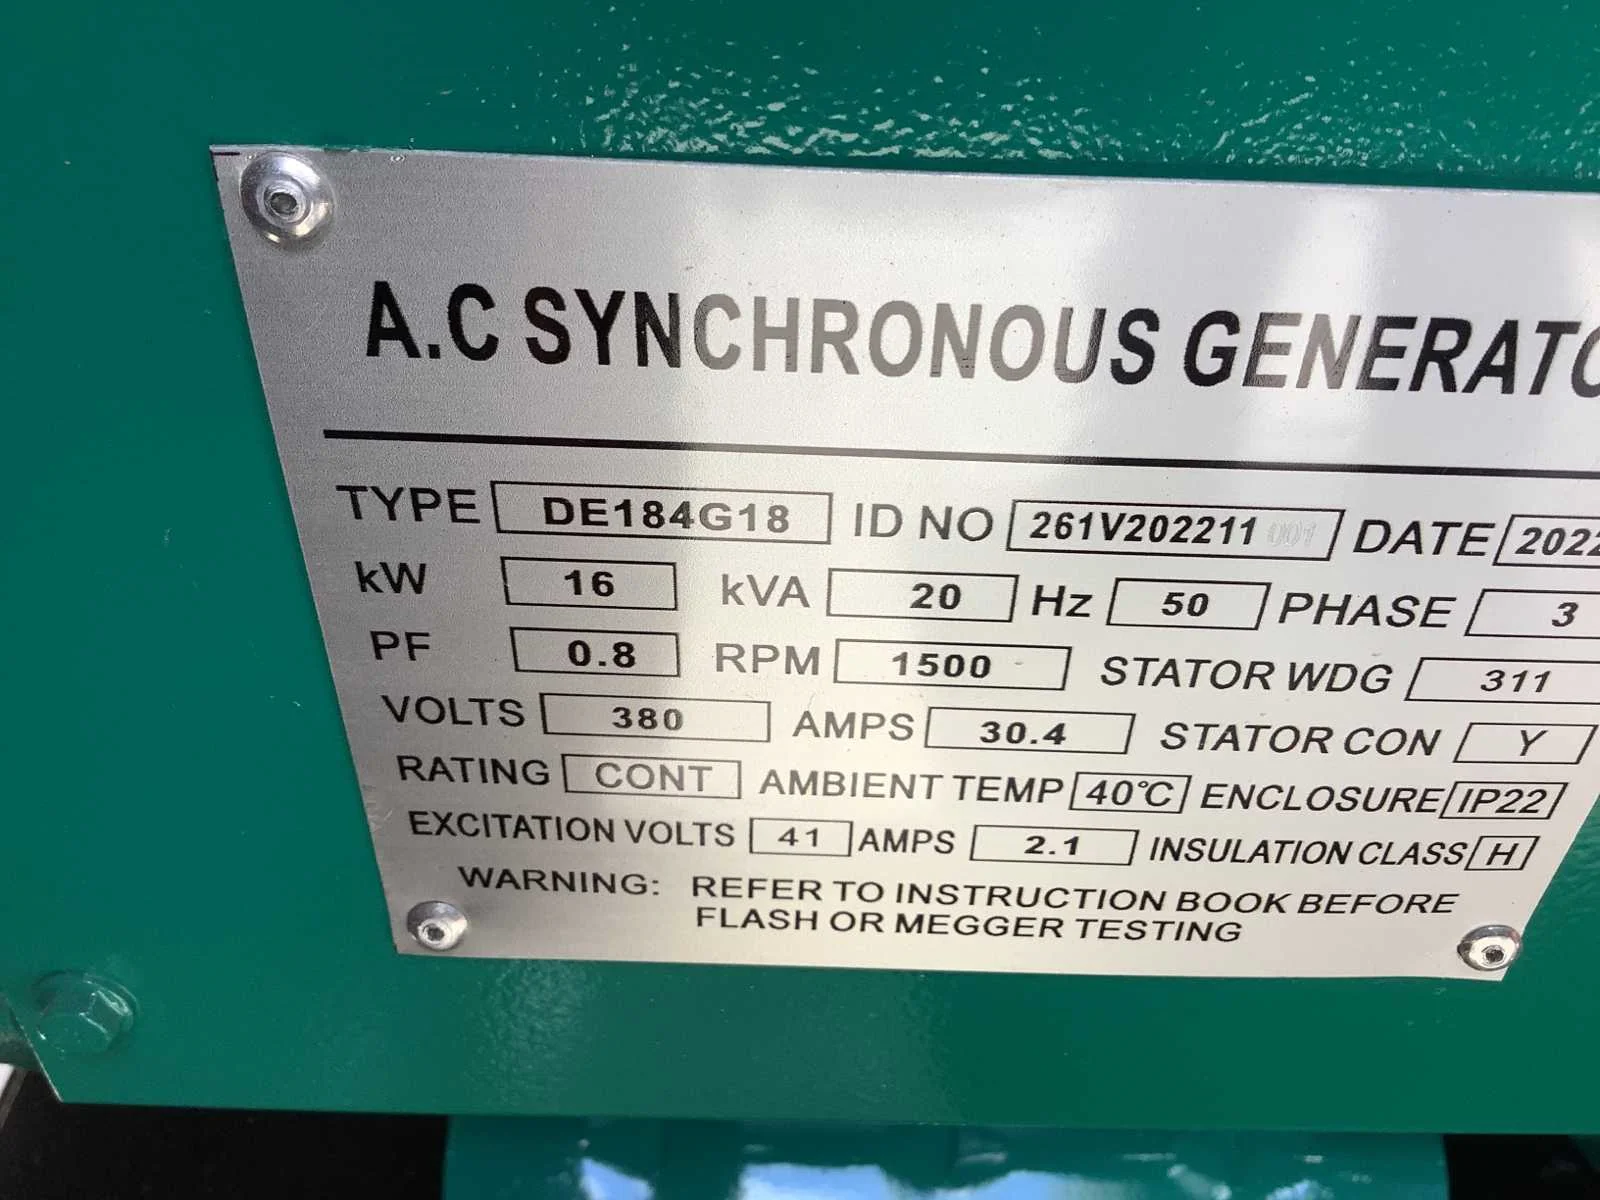 A.C SYNCHRONOUS GENERATO
TYPE DE184G18 ID NO 261V202211 001 DATE 2022
kW 16 kVA 20 Hz 50 PHASE 3
PF 0.8 RPM 1500 STATOR WDG 311
VOLTS 380 AMPS 30.4 STATOR CON Y
RATING CONT AMBIENT TEMP 40℃ ENCLOSURE IP22
EXCITATION VOLTS 41 AMPS 2.1 INSULATION CLASS H
WARNING: REFER TO INSTRUCTION BOOK BEFORE
FLASH OR MEGGER TESTING